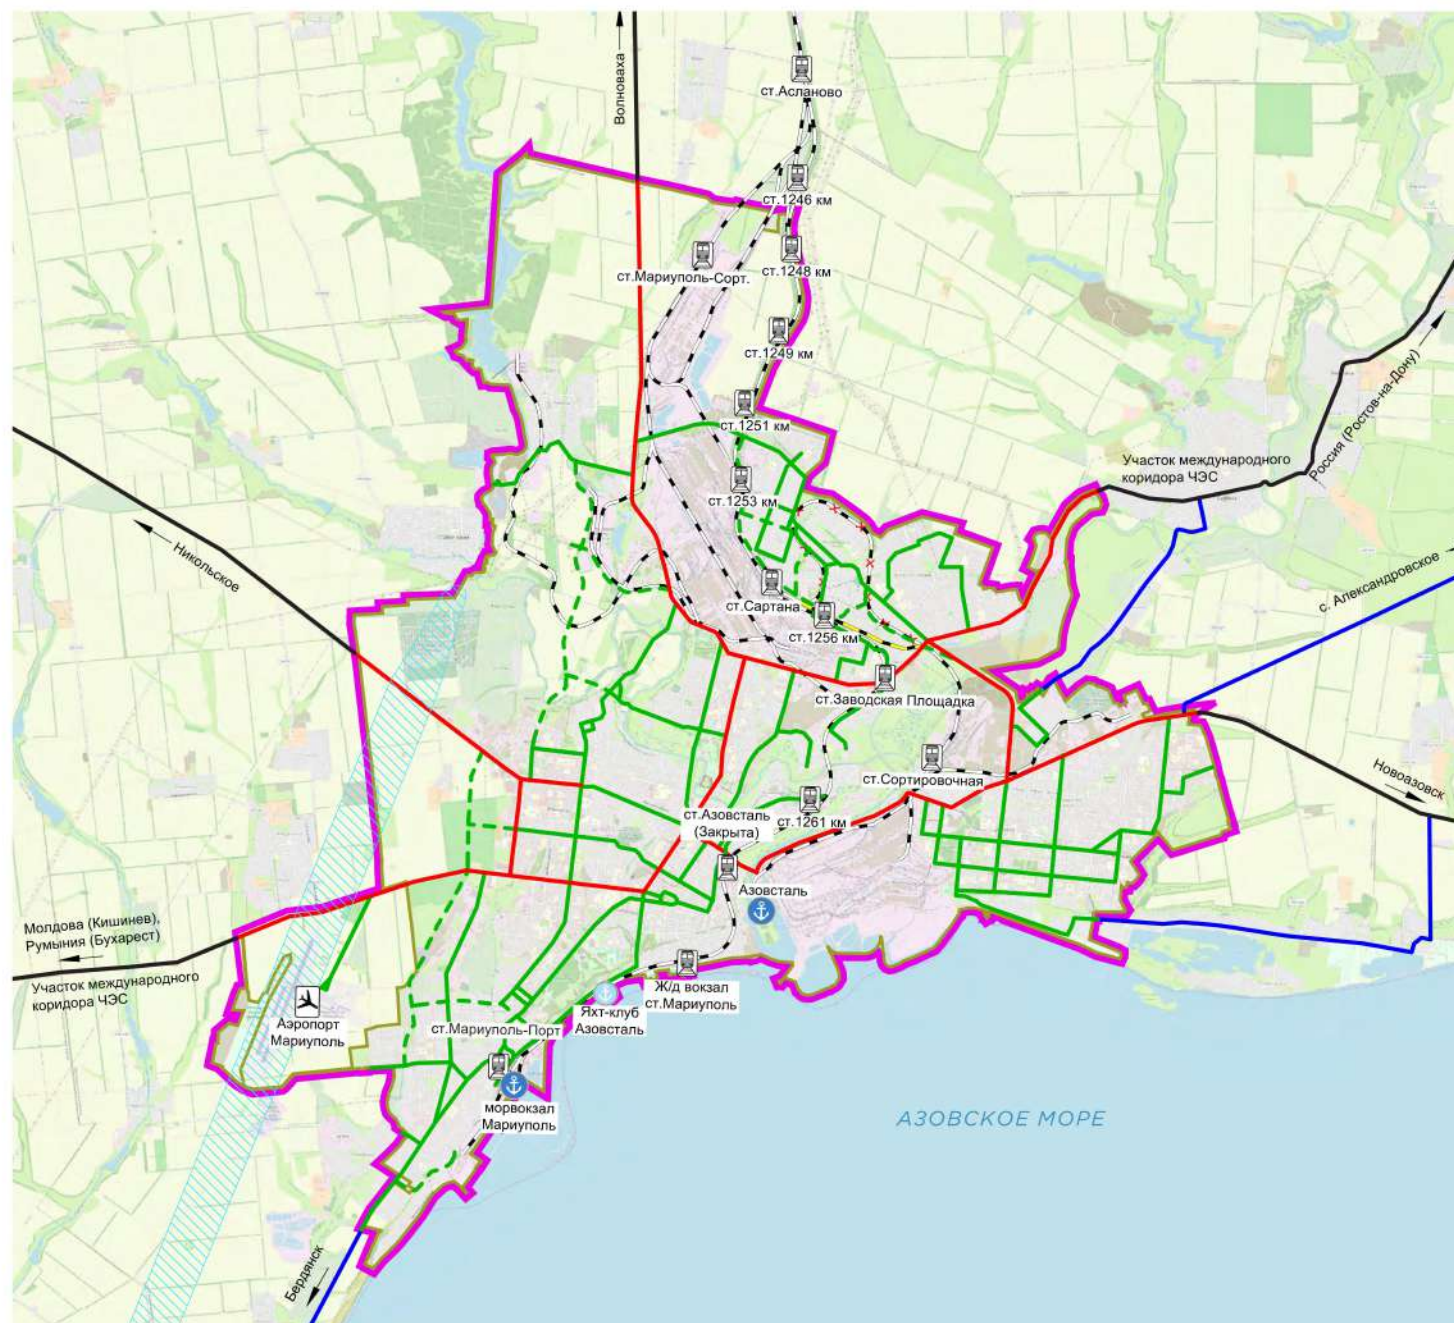 Волноваха
ст.Асланово
ст.1246 км
ст.Мариуполь-Сорт.
ст.1248 км
ст.1249 км
ст.1251 км
Россия (Ростов-на-Дону)
Участок международного
коридора ЧЭС
ст.1253 км
Никольское
с. Александровское
ст.Сартана
ст.1256 км
ст.Заводская Площадка
ст.Сортировочная
Новоазовск
ст.Азовсталь
(Закрыта)
ст.1261 км
Азовсталь
Молдова (Кишинев),
Румыния (Бухарест)
Участок международного
коридора ЧЭС
Ж/д вокзал
ст.Мариуполь
Яхт-клуб
Азовсталь
Аэропорт
Мариуполь
ст.Мариуполь-Порт
морвокзал
Мариуполь
АЗОВСКОЕ МОРЕ
Бердянск